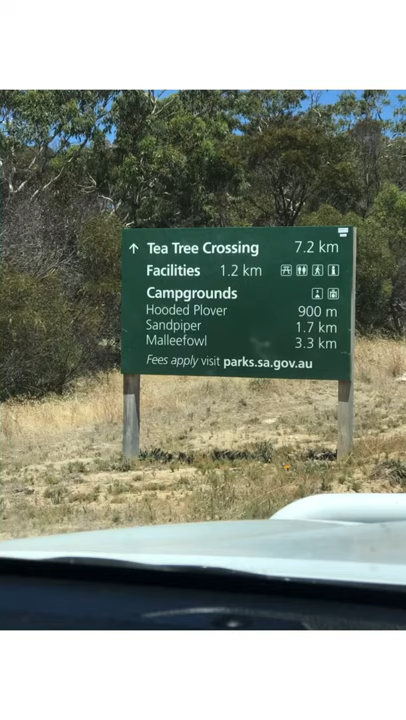 ↑ Tea Tree Crossing 7.2 km
Facilities 1.2 km
Campgrounds
Hooded Plover 900 m
Sandpiper 1.7 km
Malleefowl 3.3 km
Fees apply visit parks.sa.gov.au